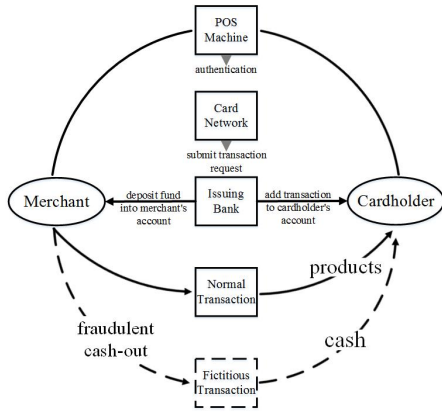 POS
Machine
authentication
Card
Network
submit transaction
request
Merchant
deposit fund
into merchant's
account
Issuing
Bank
add transaction
to cardholder's
account
Cardholder
Normal
Transaction
products
fraudulent
cash-out
Fictitious
Transaction
cash